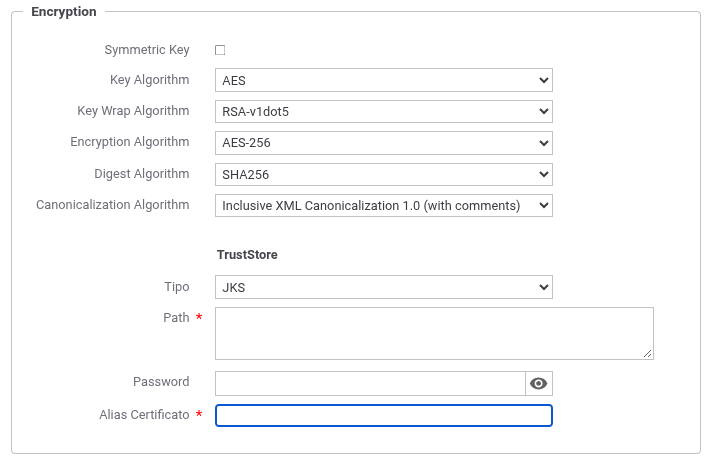 Encryption
Symmetric Key
Key Algorithm AES
Key Wrap Algorithm RSA-v1dot5
Encryption Algorithm AES-256
Digest Algorithm SHA256
Canonicalization Algorithm Inclusive XML Canonicalization 1.0 (with comments)
TrustStore
Tipo JKS
Path *
Password
Alias Certificato *